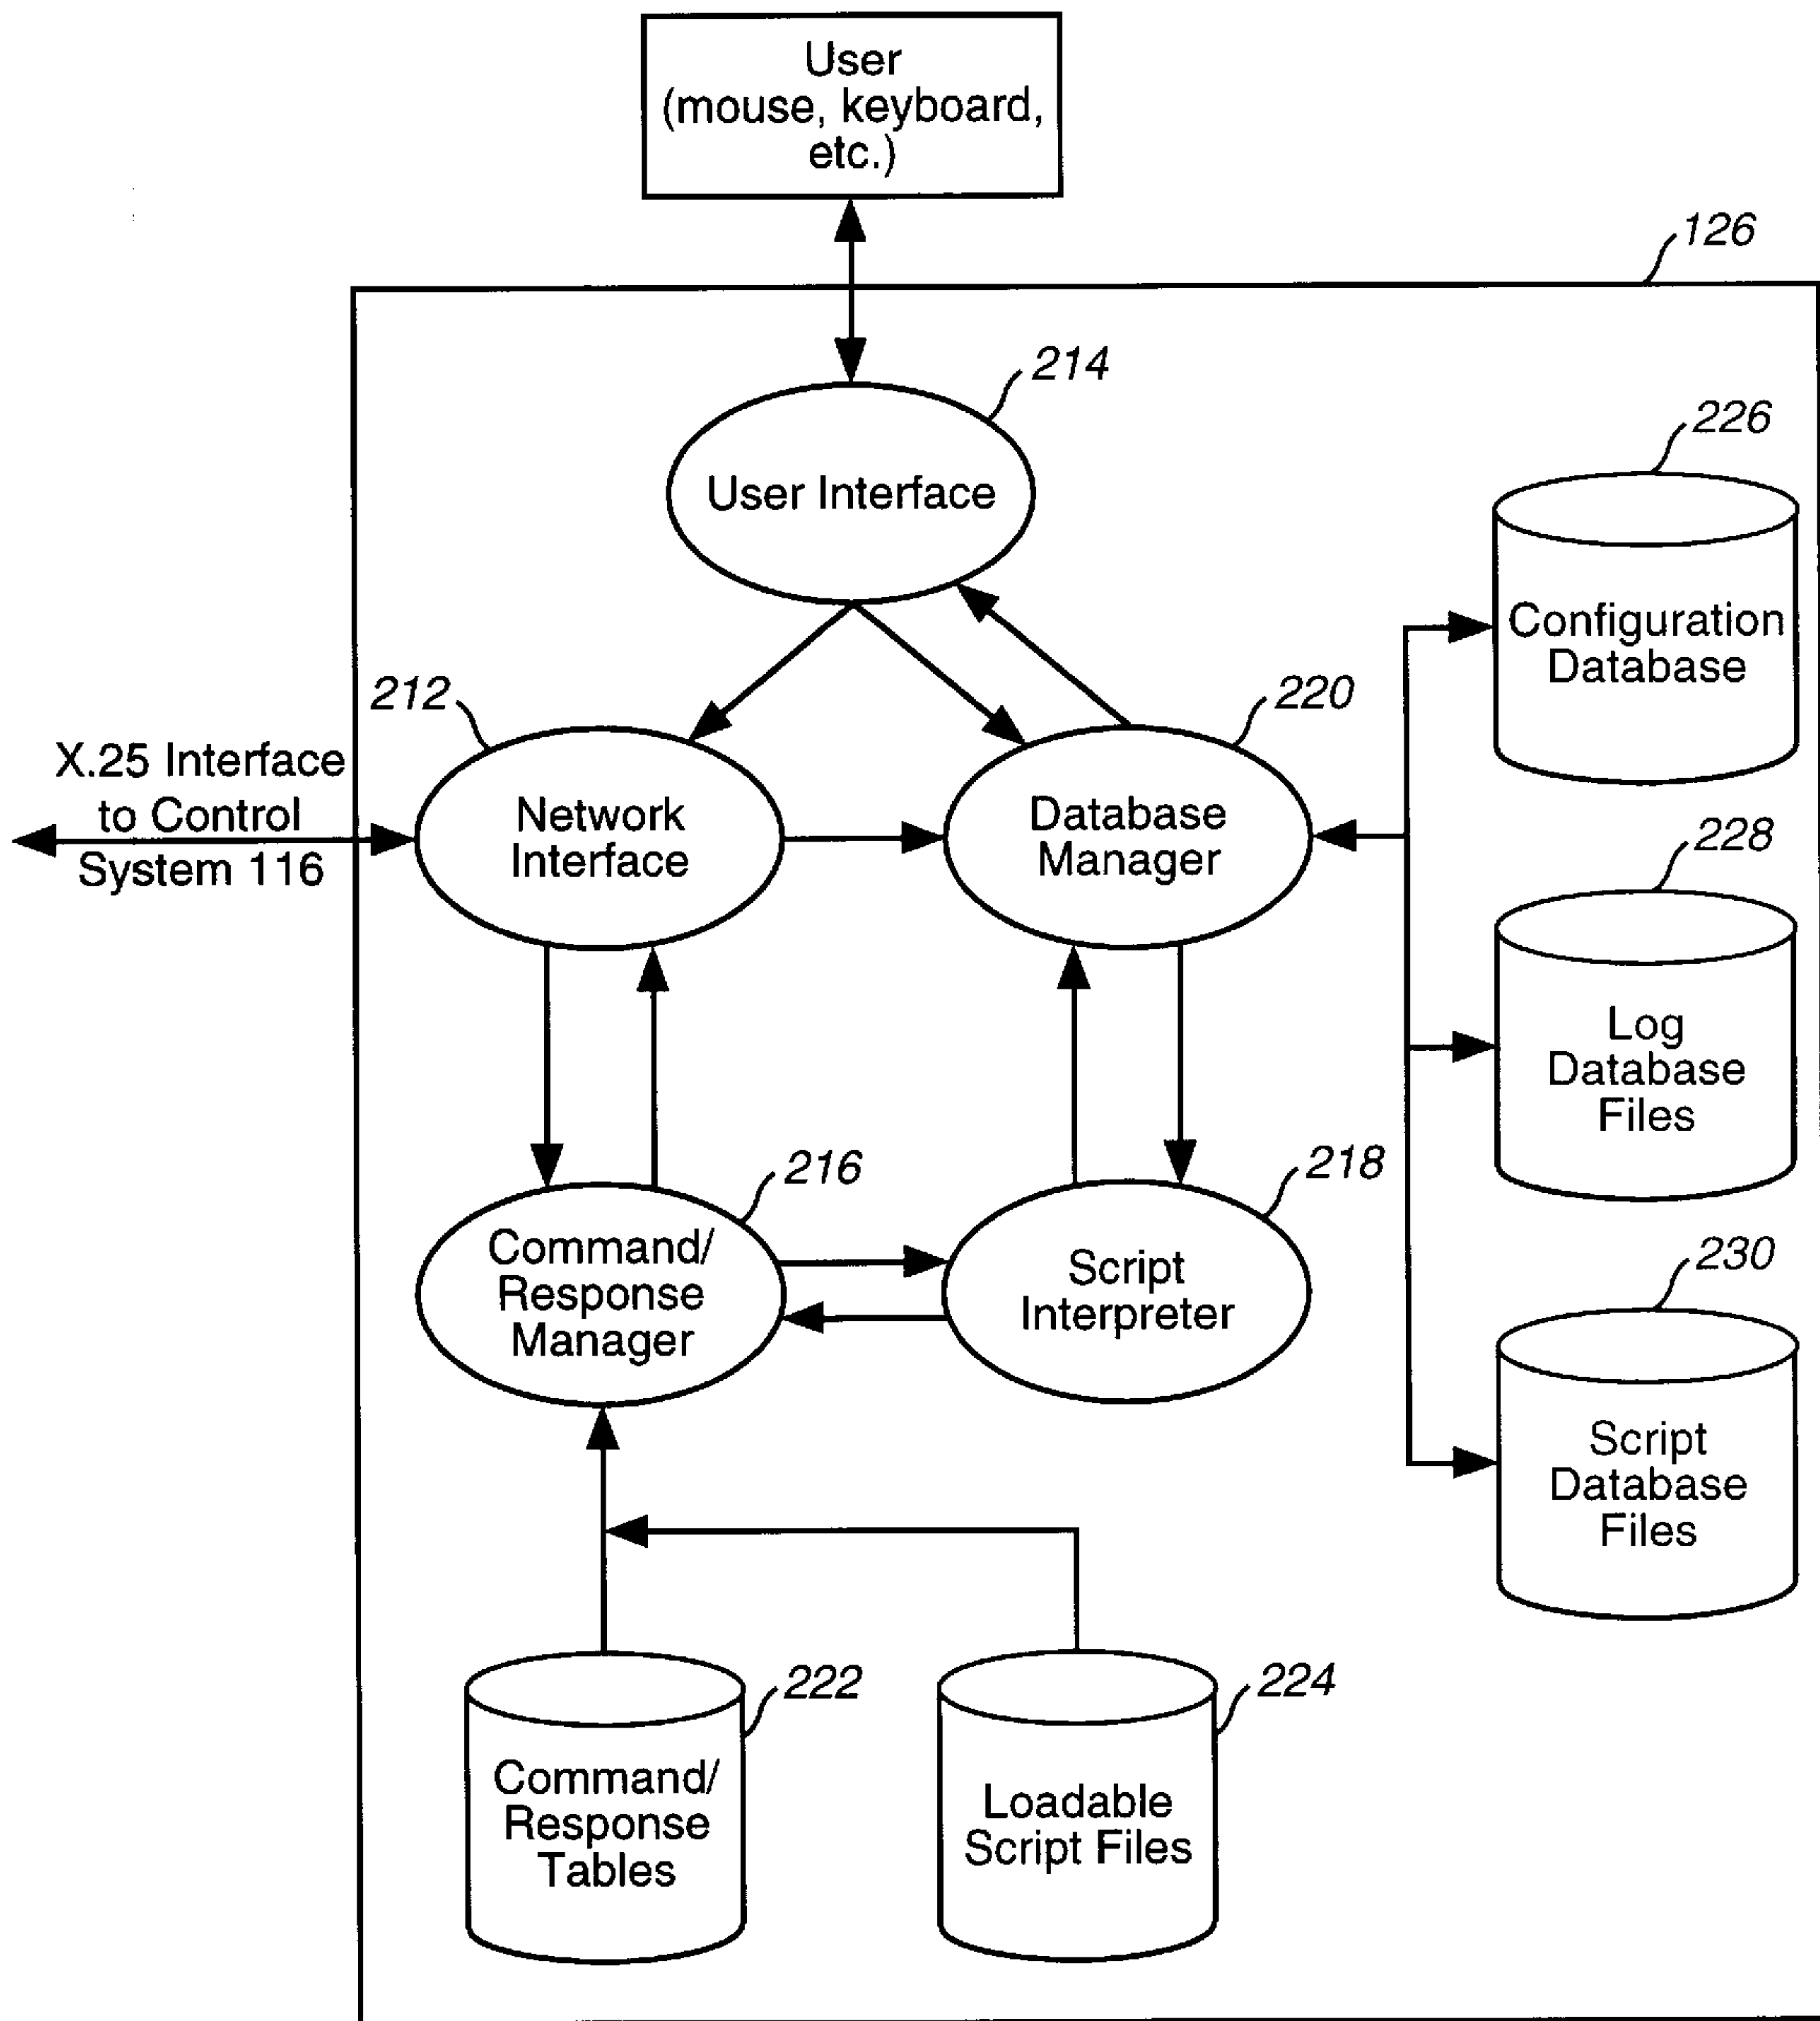 User
(mouse, keyboard,
etc.)
126
214
User Interface
226
Configuration
Database
212
220
X.25 Interface
to Control
System 116
Network
Interface
Database
Manager
228
Log
Database
Files
216
218
Command/
Response
Manager
Script
Interpreter
230
Script
Database
Files
222
224
Command/
Response
Tables
Loadable
Script Files